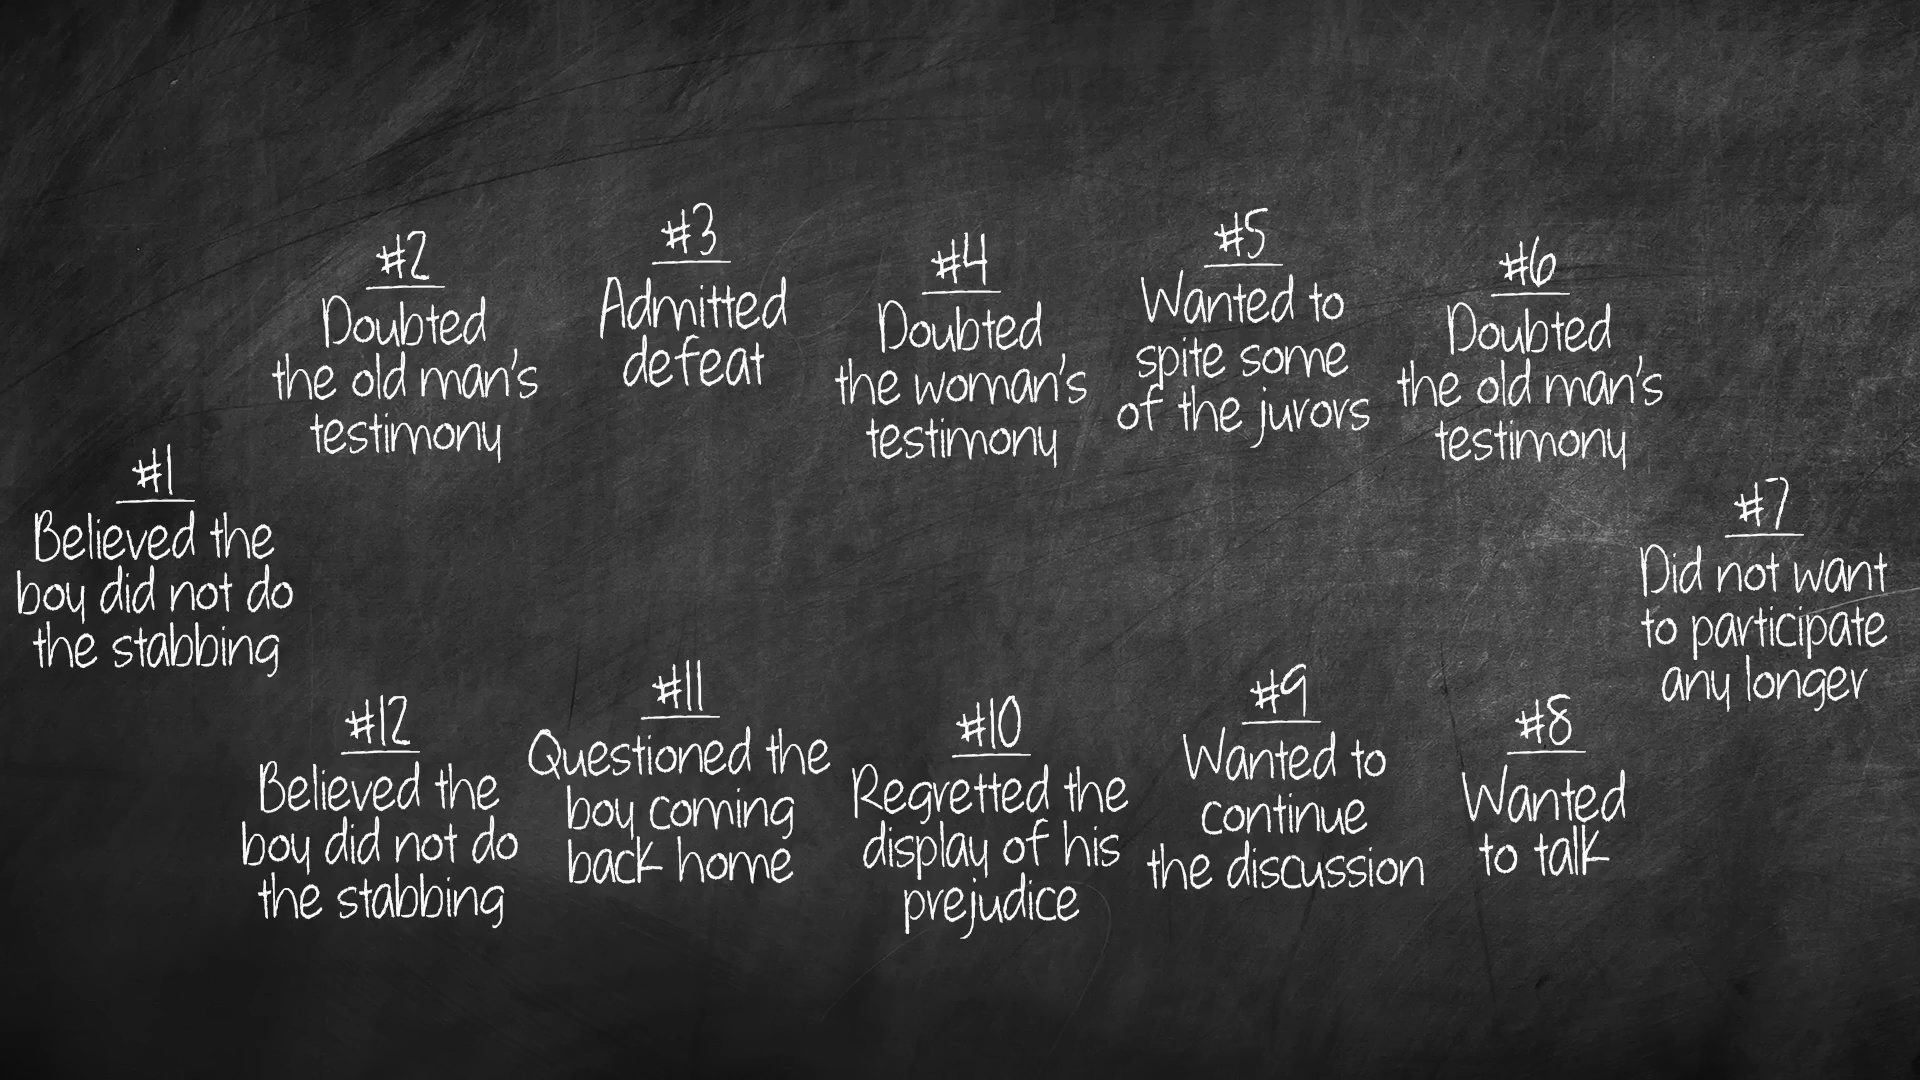 #1
Believed the
boy did not do
the stabbing
#2
Doubted
the old man's
testimony
#3
Admitted
defeat
#4
Doubted
the woman's
testimony
#5
Wanted to
spite some
of the jurors
#6
Doubted
the old man's
testimony
#7
Did not want
to participate
any longer
#8
Wanted
to talk
#9
Wanted to
continue
the discussion
#10
Regretted the
display of his
prejudice
#11
Questioned the
boy coming
back home
#12
Believed the
boy did not do
the stabbing